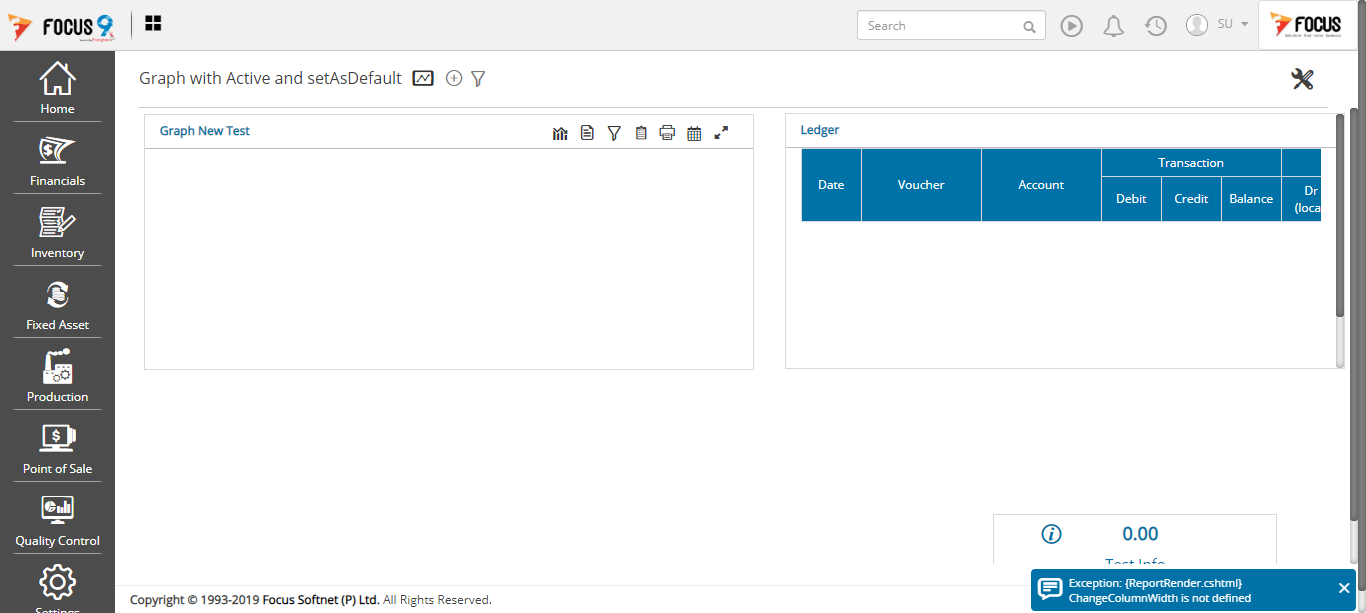 FOCUS 9
Search
SU
FOCUS
Graph with Active and setAsDefault
Home
Financials
Inventory
Fixed Asset
Production
Point of Sale
Quality Control
Settings
Graph New Test
Ledger
Date
Voucher
Account
Transaction
Debit
Credit
Balance
Dr
(loca
0.00
Test Info
Exception: {ReportRender.cshtml}
ChangeColumnWidth is not defined
Copyright © 1993-2019 Focus Softnet (P) Ltd. All Rights Reserved.